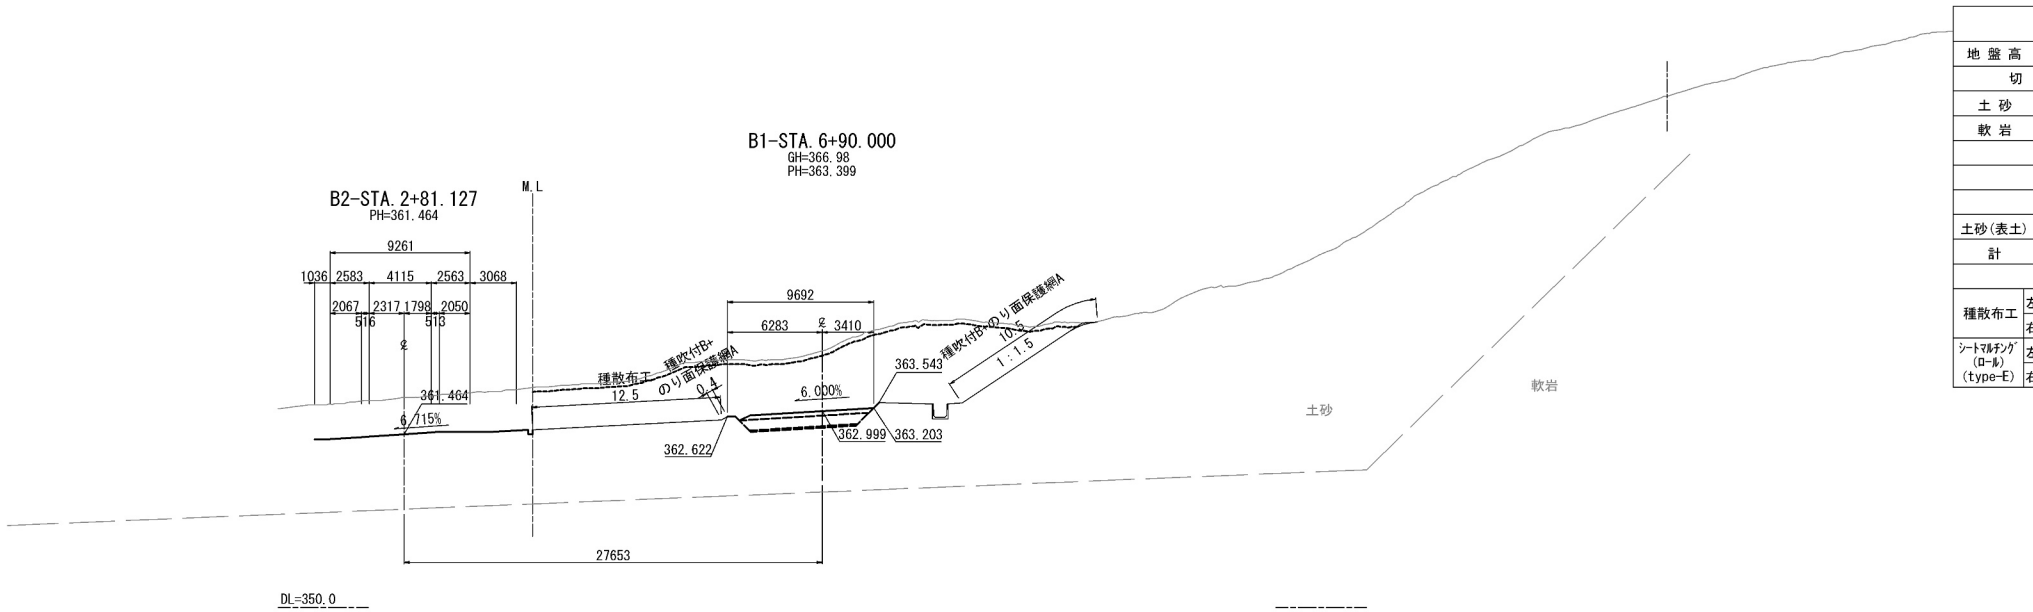 B1-STA.6+90.000
GH=366.98
PH=363.399
B2-STA.2+81.127
PH=361.464
M.L
9261
1036 2583 4115 2563 3068
2067 2317 1798 2050
516 513
361.464
6.715%
種散布工
12.5
種吹付B+
のり面保護網A
0.4
9692
6283 3410
6.000%
363.543
362.622
362.999
363.203
種吹付B+のり面保護網A
10.5
1:1.5
土砂
軟岩
27653
DL=350.0
地盤高
切
土砂
軟岩
土砂(表土)
計
種散布工
左
右
シートマルチング
(ロール)
(type-E)
左
右